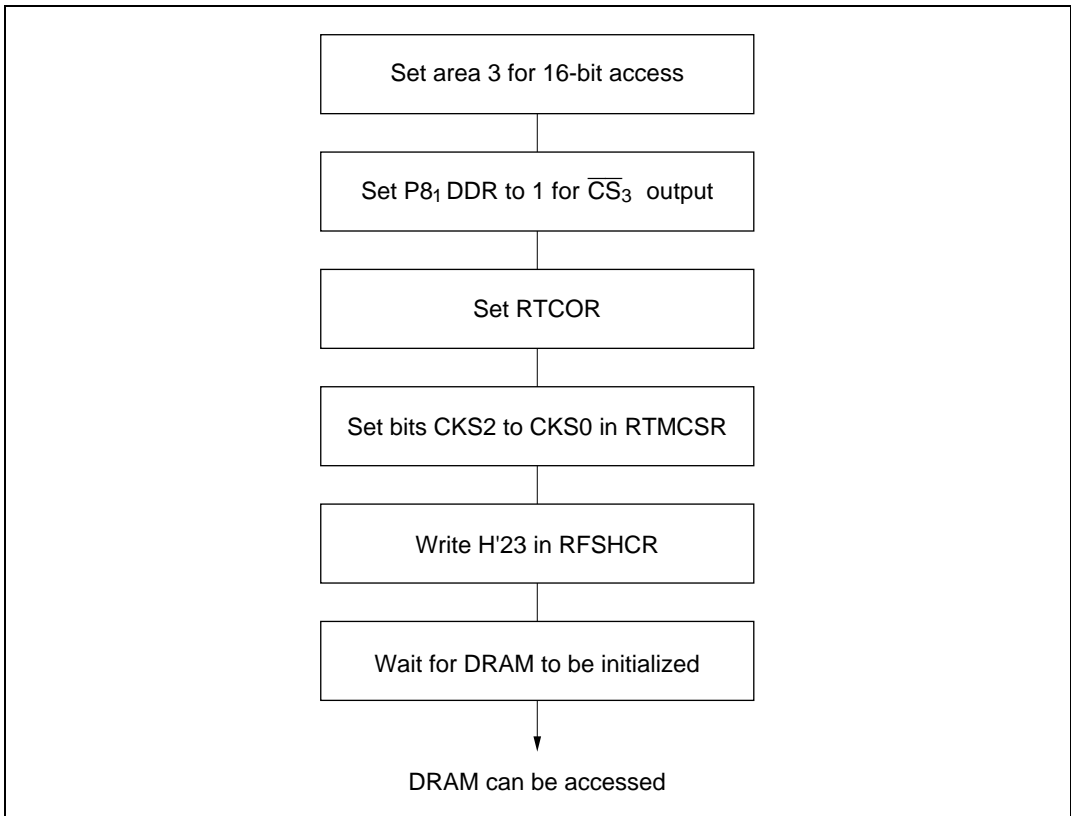 Set area 3 for 16-bit access
Set P8₁ DDR to 1 for C̅S̅₃ output
Set RTCOR
Set bits CKS2 to CKS0 in RTMCSR
Write H'23 in RFSHCR
Wait for DRAM to be initialized
DRAM can be accessed